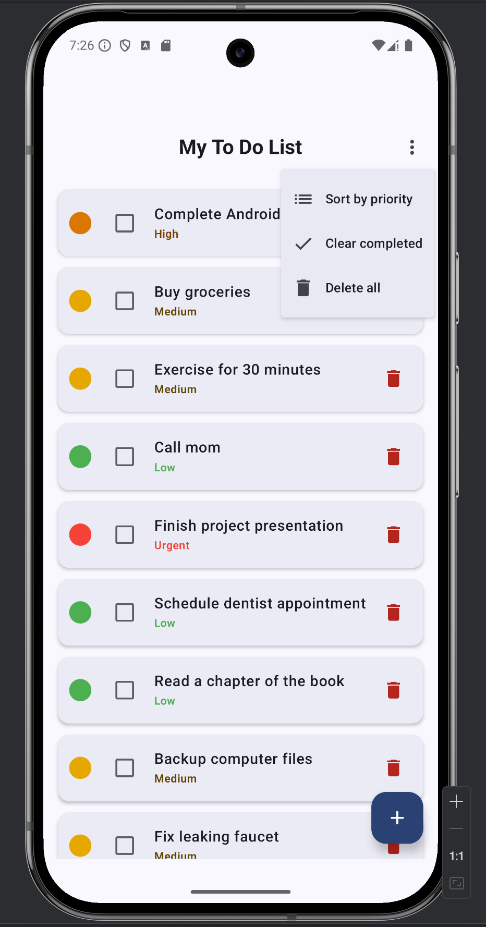 7:26
My To Do List
Sort by priority
Clear completed
Delete all
Complete Android
High
Buy groceries
Medium
Exercise for 30 minutes
Medium
Call mom
Low
Finish project presentation
Urgent
Schedule dentist appointment
Low
Read a chapter of the book
Low
Backup computer files
Medium
Fix leaking faucet
Medium
+
1:1